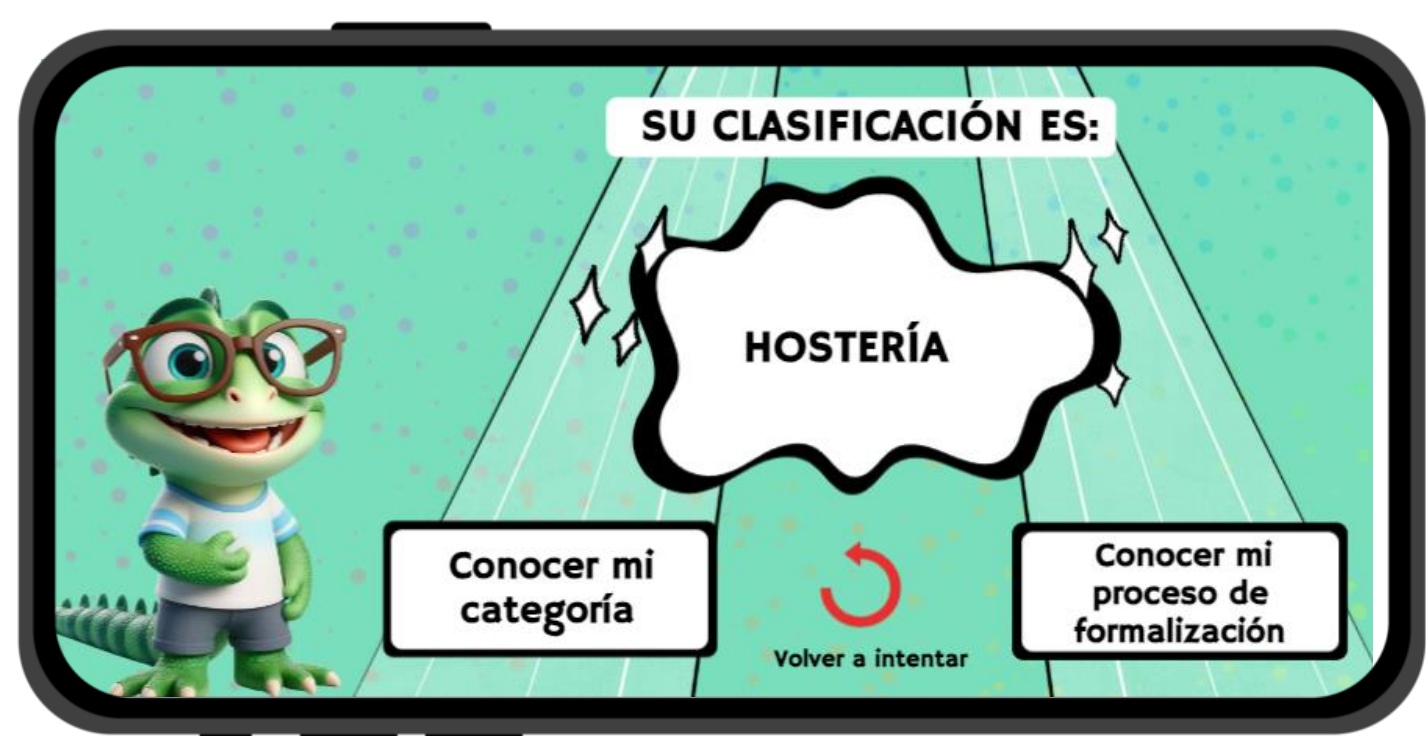 SU CLASIFICACIÓN ES:
HOSTERÍA
Conocer mi
categoría
Volver a intentar
Conocer mi
proceso de
formalización